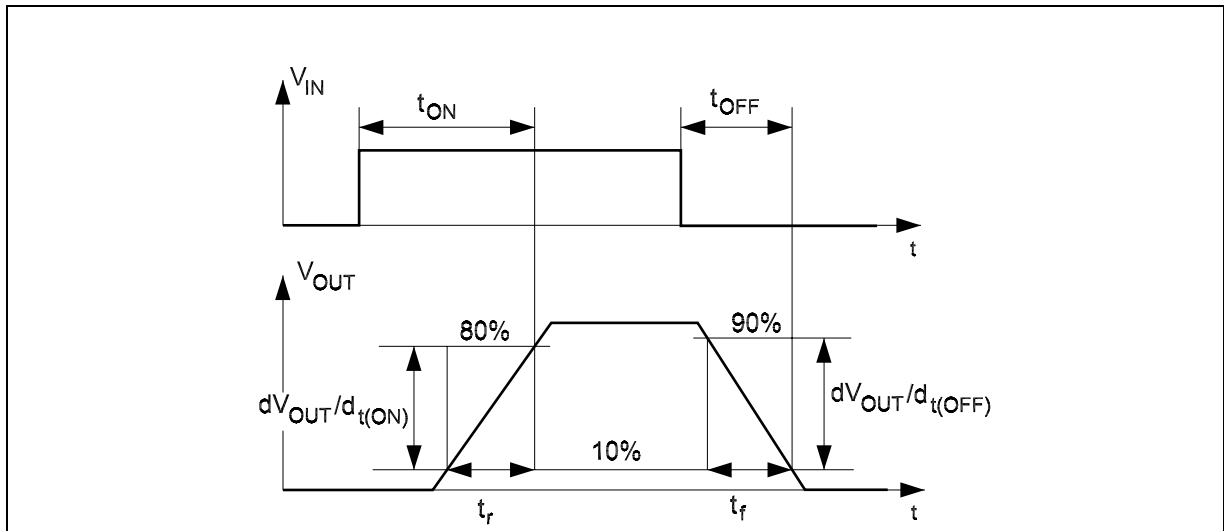 V_IN
t_ON
t_OFF
t
V_OUT
80%
90%
dV_OUT/d_t(ON)
dV_OUT/d_t(OFF)
10%
t_r
t_f
t